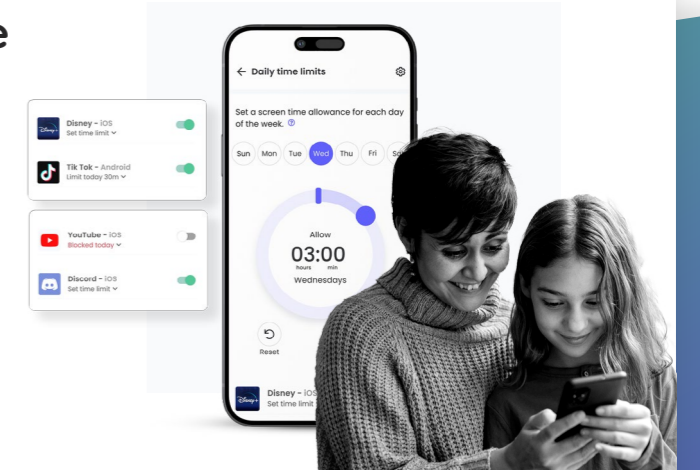 e
Daily time limits
Set a screen time allowance for each day
of the week.
Sun Mon Tue Wed Thu Fri
Allow
03:00
hours min
Wednesdays
Reset
Disney - iOS
Set time limit
Disney+
Disney - iOS
Set time limit
Tik Tok - Android
Limit today 30m
YouTube - iOS
Blocked today
Discord - iOS
Set time limit